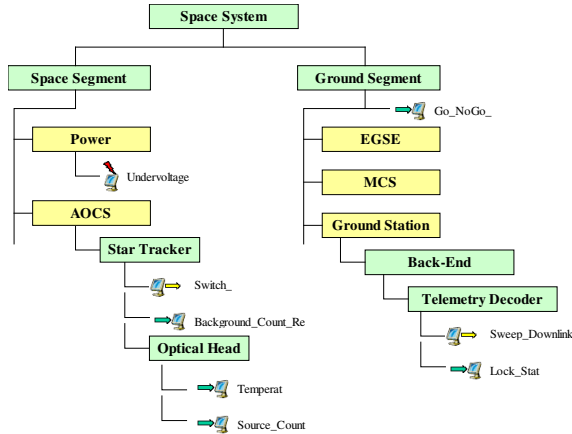 Space System
Space Segment
Ground Segment
Go_NoGo_
Power
EGSE
Undervoltage
MCS
AOCS
Ground Station
Star Tracker
Back-End
Switch_
Telemetry Decoder
Background_Count_Re
Sweep_Downlink
Optical Head
Lock_Stat
Temperat
Source_Count